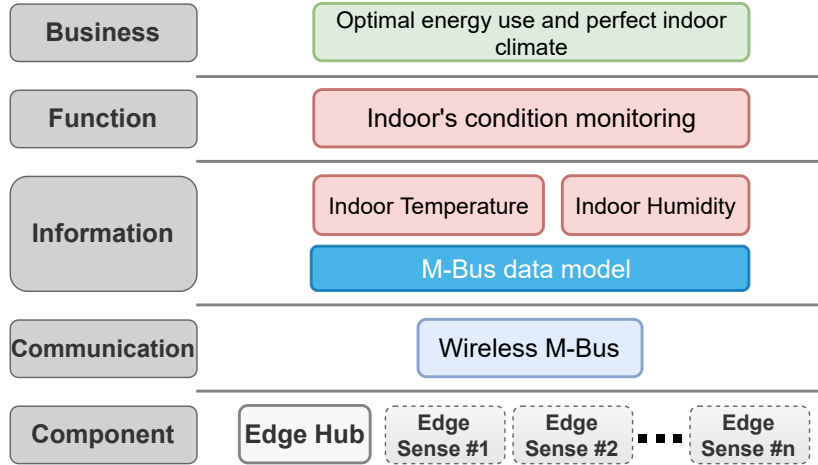 Business
Optimal energy use and perfect indoor
climate
Function
Indoor's condition monitoring
Information
Indoor Temperature
Indoor Humidity
M-Bus data model
Communication
Wireless M-Bus
Component
Edge Hub
Edge
Sense #1
Edge
Sense #2
Edge
Sense #n